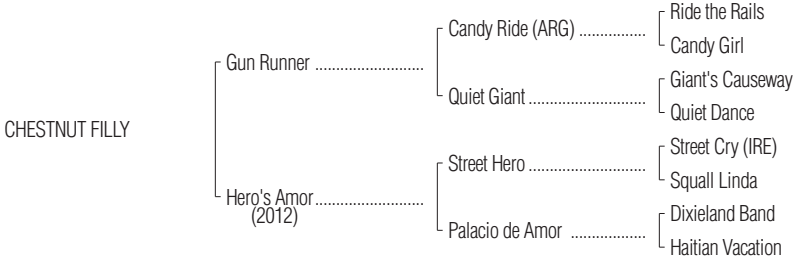 Ride the Rails
Candy Ride (ARG) ................
Candy Girl
Gun Runner ..........................
Giant's Causeway
Quiet Giant ............................
Quiet Dance
CHESTNUT FILLY
Street Cry (IRE)
Street Hero ............................
Squall Linda
Hero's Amor ..........................
(2012)
Dixieland Band
Palacio de Amor ..................
Haitian Vacation